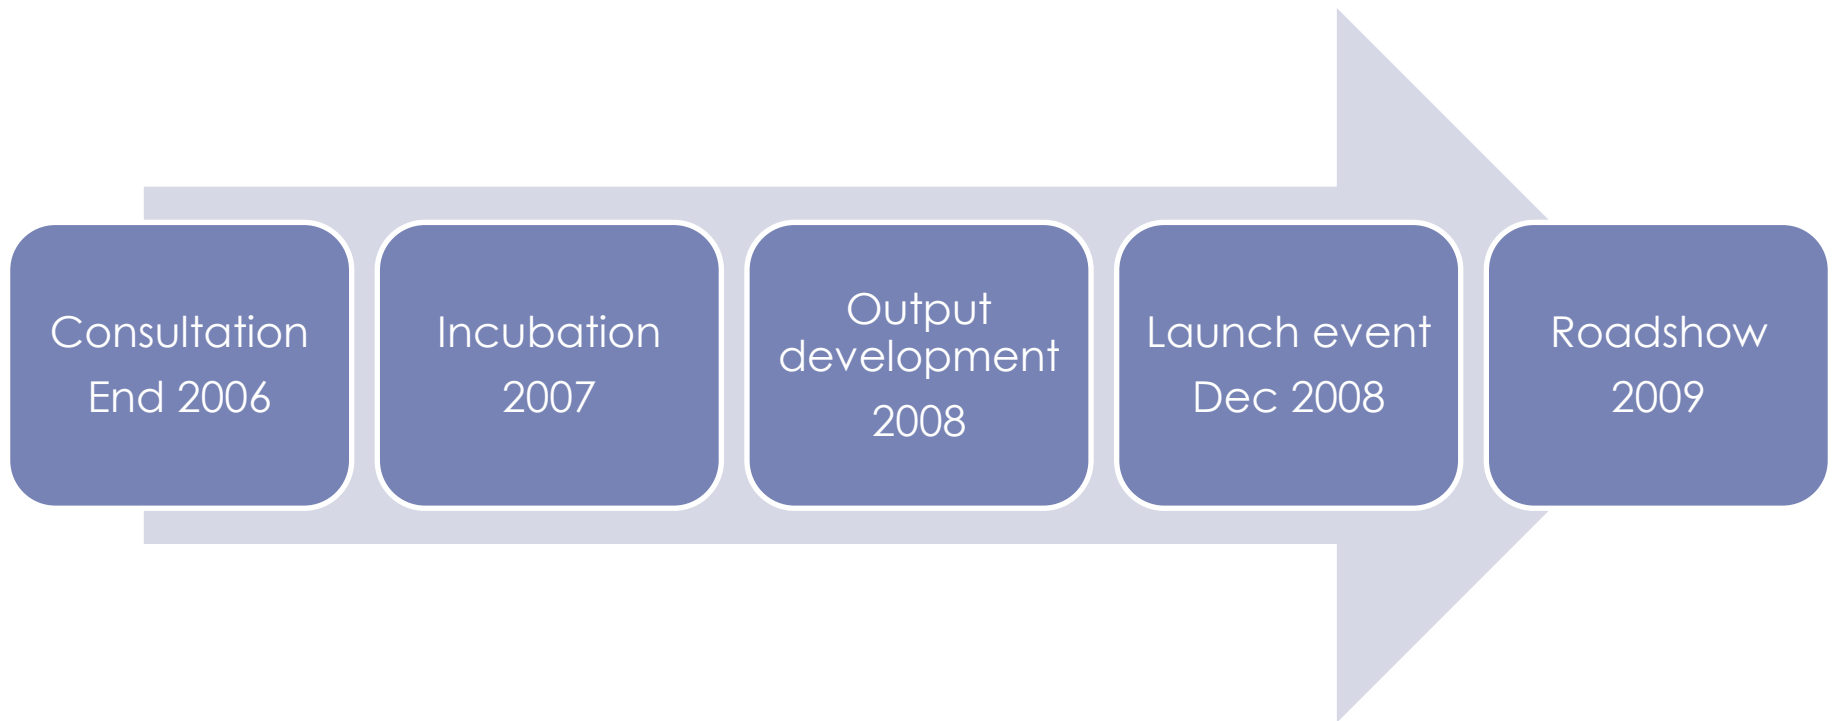 Consultation
End 2006
Incubation
2007
Output
development
2008
Launch event
Dec 2008
Roadshow
2009